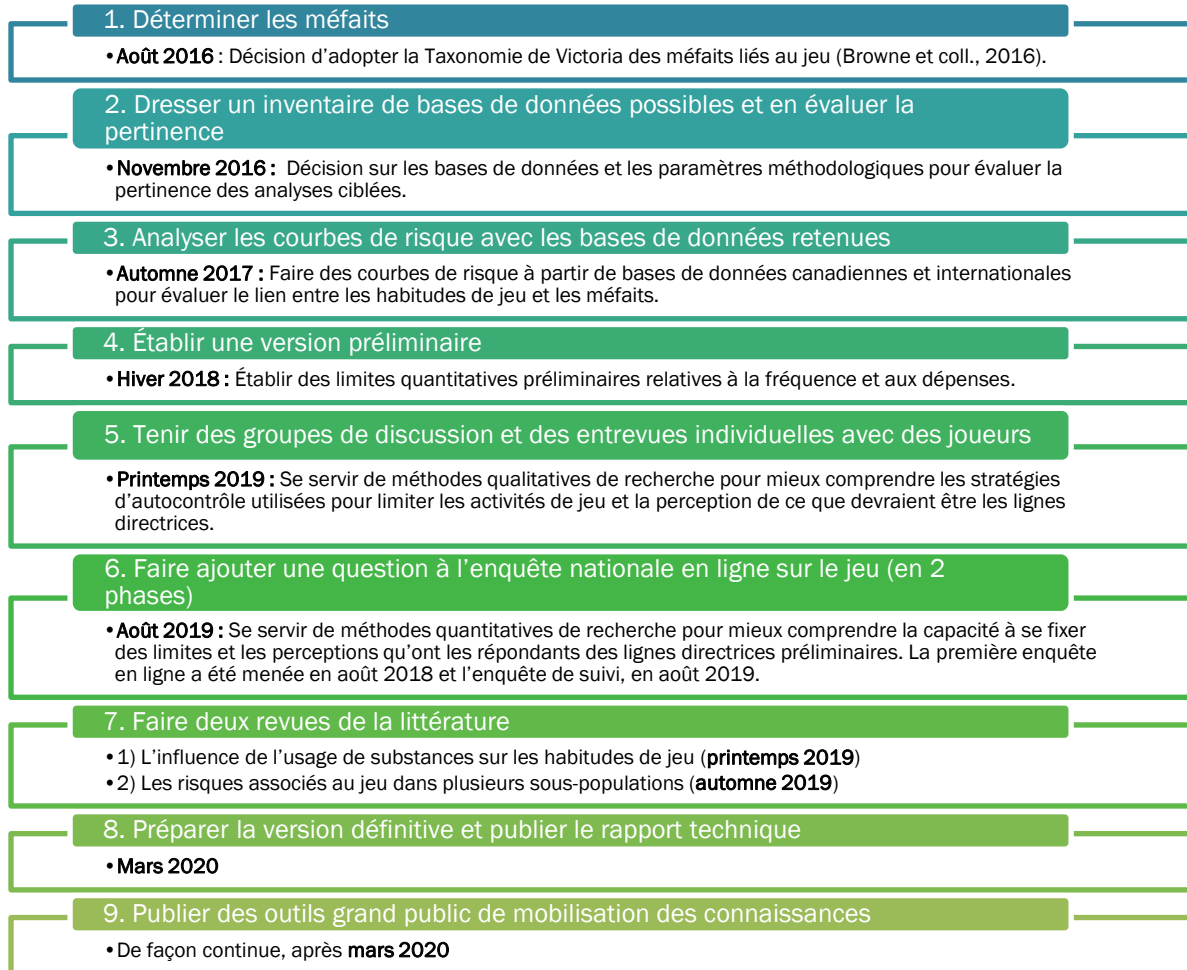 1. Déterminer les méfaits
•Août 2016 : Décision d’adopter la Taxonomie de Victoria des méfaits liés au jeu (Browne et coll., 2016).
2. Dresser un inventaire de bases de données possibles et en évaluer la
pertinence
•Novembre 2016 : Décision sur les bases de données et les paramètres méthodologiques pour évaluer la
pertinence des analyses ciblées.
3. Analyser les courbes de risque avec les bases de données retenues
•Automne 2017 : Faire des courbes de risque à partir de bases de données canadiennes et internationales
pour évaluer le lien entre les habitudes de jeu et les méfaits.
4. Établir une version préliminaire
•Hiver 2018 : Établir des limites quantitatives préliminaires relatives à la fréquence et aux dépenses.
5. Tenir des groupes de discussion et des entrevues individuelles avec des joueurs
•Printemps 2019 : Se servir de méthodes qualitatives de recherche pour mieux comprendre les stratégies
d’autocontrôle utilisées pour limiter les activités de jeu et la perception de ce que devraient être les lignes
directrices.
6. Faire ajouter une question à l’enquête nationale en ligne sur le jeu (en 2
phases)
•Août 2019 : Se servir de méthodes quantitatives de recherche pour mieux comprendre la capacité à se fixer
des limites et les perceptions qu’ont les répondants des lignes directrices préliminaires. La première enquête
en ligne a été menée en août 2018 et l’enquête de suivi, en août 2019.
7. Faire deux revues de la littérature
•1) L’influence de l’usage de substances sur les habitudes de jeu (printemps 2019)
•2) Les risques associés au jeu dans plusieurs sous-populations (automne 2019)
8. Préparer la version définitive et publier le rapport technique
•Mars 2020
9. Publier des outils grand public de mobilisation des connaissances
•De façon continue, après mars 2020